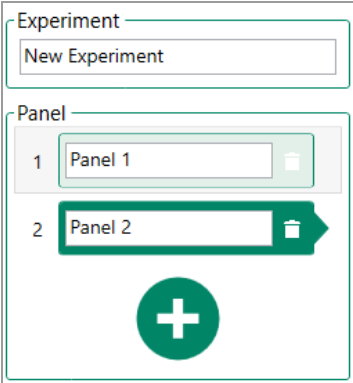 Experiment
New Experiment
Panel
1 Panel 1
2 Panel 2